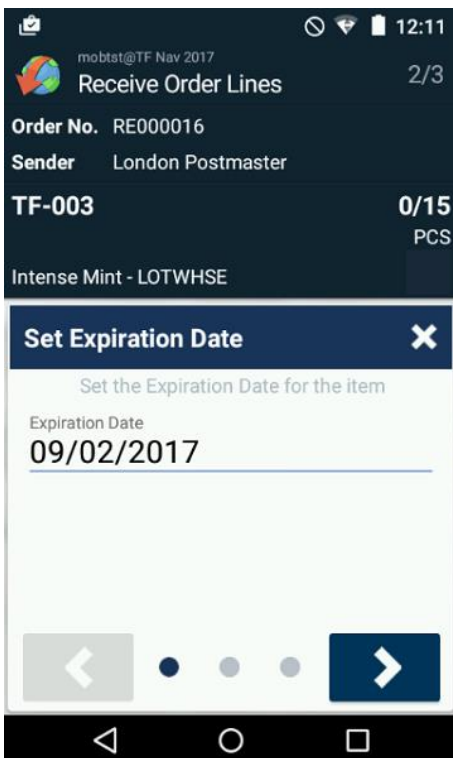 12:11
mobtst@TF Nav 2017
Receive Order Lines 2/3
Order No. RE000016
Sender London Postmaster
TF-003 0/15
PCS
Intense Mint - LOTWHSE
Set Expiration Date
Set the Expiration Date for the item
Expiration Date
09/02/2017